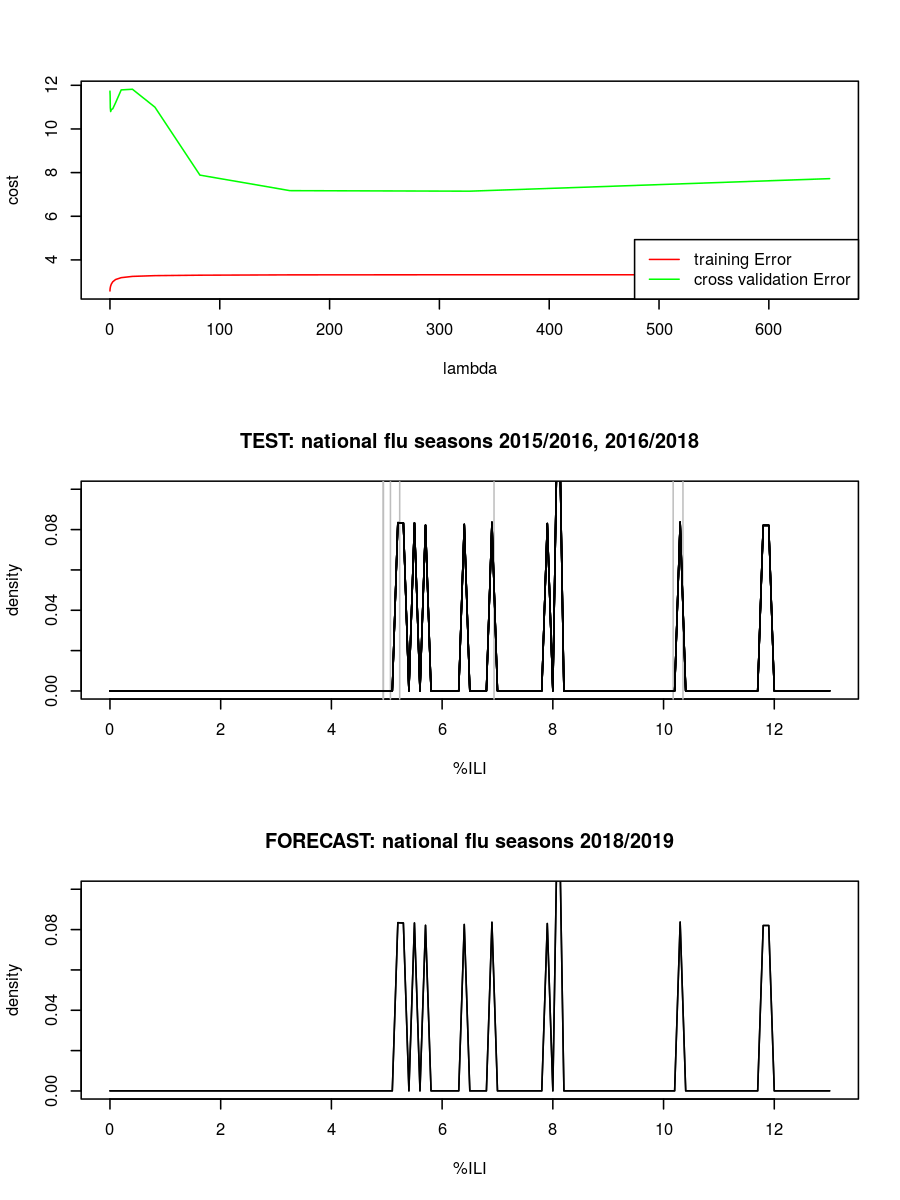 12
10
8
6
4
cost
training Error
cross validation Error
0 100 200 300 400 500 600
lambda
TEST: national flu seasons 2015/2016, 2016/2018
0.08
0.04
0.00
density
0 2 4 6 8 10 12
%ILI
FORECAST: national flu seasons 2018/2019
0.08
0.04
0.00
density
0 2 4 6 8 10 12
%ILI